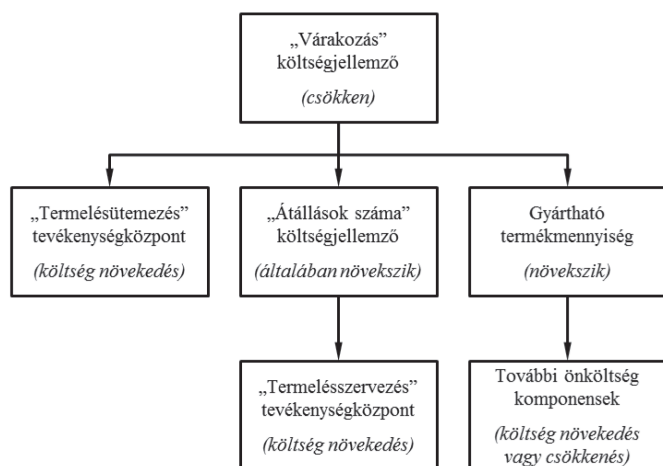 „Várakozás”
költségjellemző
(csökken)
„Termelésütemezés”
tevékenységközpont
(költség növekedés)
„Átállások száma”
költségjellemző
(általában növekszik)
Gyártható
termékmennyiség
(növekszik)
„Termelésszervezés”
tevékenységközpont
(költség növekedés)
További önköltség
komponensek
(költség növekedés
vagy csökkenés)